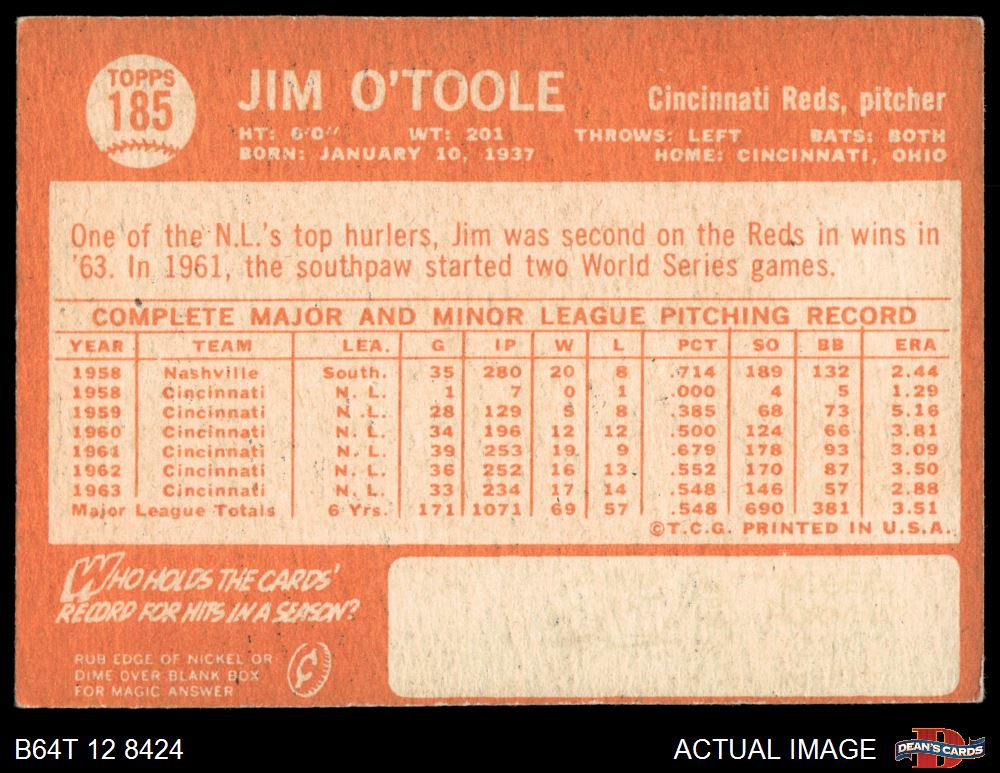 TOPPS
185
JIM O'TOOLE
Cincinnati Reds, pitcher
HT: 6'0" WT: 201 THROWS: LEFT BATS: BOTH
BORN: JANUARY 10, 1937 HOME: CINCINNATI, OHIO
One of the N.L.'s top hurlers, Jim was second on the Reds in wins in
'63. In 1961, the southpaw started two World Series games.
COMPLETE MAJOR AND MINOR LEAGUE PITCHING RECORD
YEAR TEAM LEA. G IP W L PCT SO BB ERA
1958 Nashville South. 35 280 20 8 .714 189 132 2.44
1958 Cincinnati N. L. 1 7 0 1 .000 4 5 1.29
1959 Cincinnati N. L. 28 129 5 8 .385 68 73 5.16
1960 Cincinnati N. L. 34 196 12 12 .500 124 66 3.81
1961 Cincinnati N. L. 39 253 19 9 .679 178 93 3.09
1962 Cincinnati N. L. 36 252 16 13 .552 170 87 3.50
1963 Cincinnati N. L. 33 234 17 14 .548 146 57 2.88
Major League Totals 6 Yrs. 171 1071 69 57 .548 690 381 3.51
©T.C.G. PRINTED IN U.S.A.
WHO HOLDS THE CARDS'
RECORD FOR HITS IN A SEASON?
RUB EDGE OF NICKEL OR
DIME OVER BLANK BOX
FOR MAGIC ANSWER
¢
B64T 12 8424
ACTUAL IMAGE
D
DEAN'S CARDS